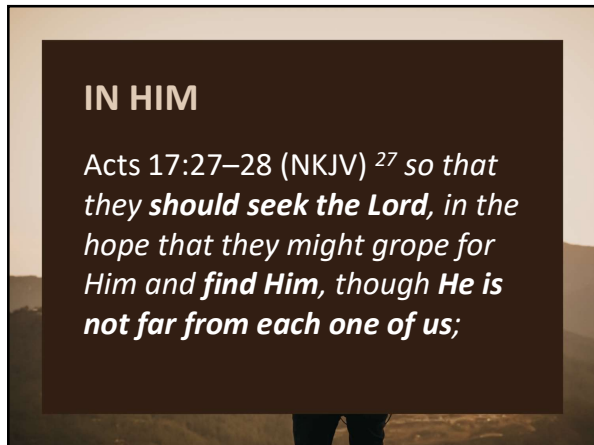 IN HIM
Acts 17:27–28 (NKJV) 27 so that
they should seek the Lord, in the
hope that they might grope for
Him and find Him, though He is
not far from each one of us;